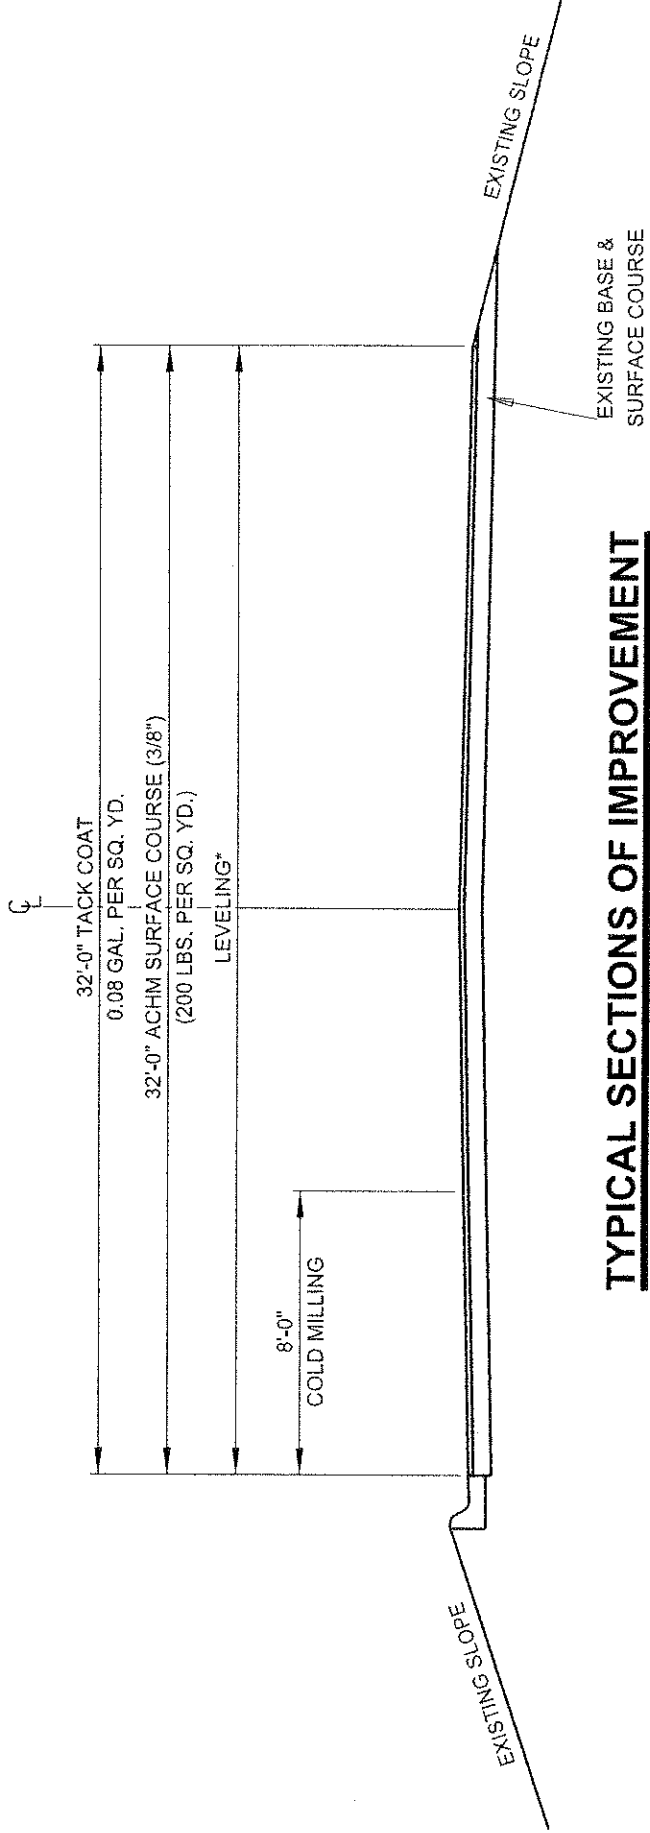 ℄
32'-0" TACK COAT
0.08 GAL. PER SQ. YD.
32'-0" ACHM SURFACE COURSE (3/8")
(200 LBS. PER SQ. YD.)
LEVELING*
8'-0"
COLD MILLING
EXISTING SLOPE
EXISTING SLOPE
EXISTING BASE &
SURFACE COURSE
TYPICAL SECTIONS OF IMPROVEMENT